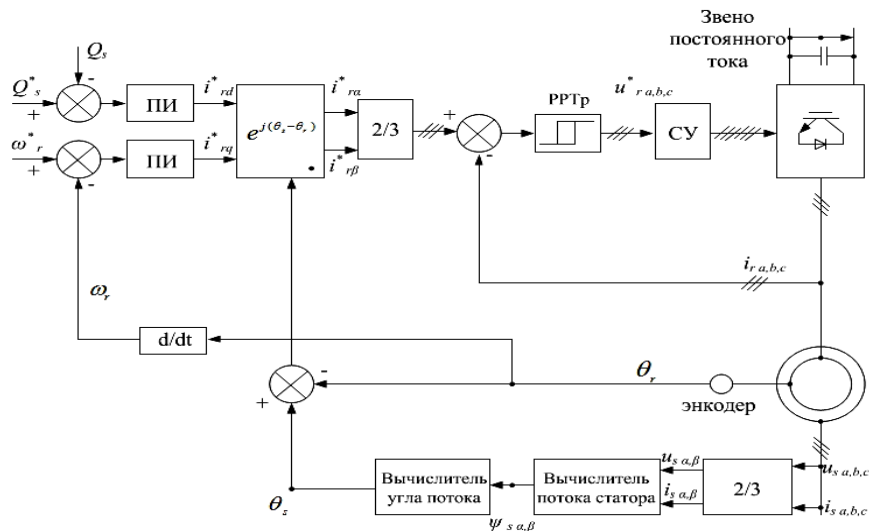 Звено
постоянного
тока
Q_s
-
Q*_s
+
ПИ
i*_rd
e^{j(θ_s-θ_r)}
i*_rα
2/3
+
-
РРТр
u*_r a,b,c
СУ
ω*_r
+
-
ПИ
i*_rq
i*_rβ
i_r a,b,c
ω_r
d/dt
-
+
θ_r
энкодер
θ_s
Вычислитель
угла потока
ψ_s α,β
Вычислитель
потока статора
u_s α,β
i_s α,β
2/3
u_s a,b,c
i_s a,b,c